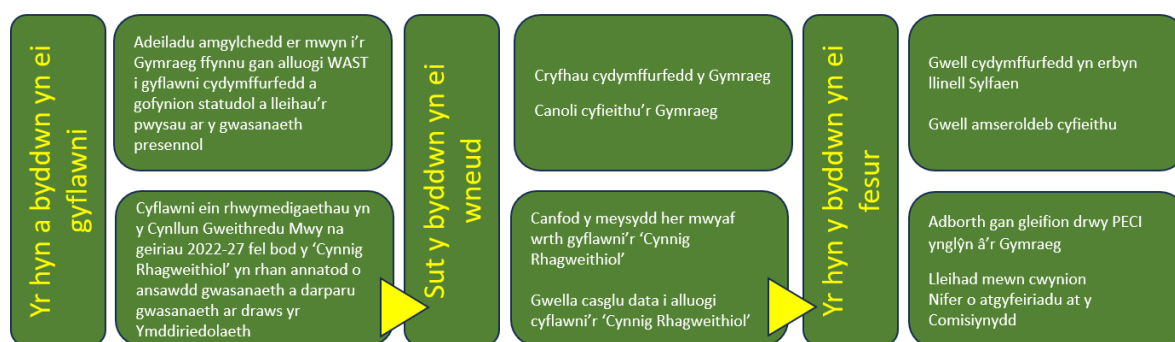 Yr hyn a byddwn yn ei
gyflawni
Adeiladu amgylchedd er mwyn i'r
Gymraeg ffynnu gan alluogi WAST
i gyflawni cydymffurfedd a
gofynion statudol a lleihau'r
pwysau ar y gwasanaeth
presennol
Cyflawni ein rhwymedigaethau yn
y Cynllun Gweithredu Mwy na
geiriau 2022-27 fel bod y 'Cynnig
Rhagweithiol' yn rhan annatod o
ansawdd gwasanaeth a darparu
gwasanaeth ar draws yr
Ymddiriedolaeth
Sut y byddwn yn ei
wneud
Cryfhau cydymffurfedd y Gymraeg
Canoli cyfieithu'r Gymraeg
Canfod y meysydd her mwyaf
wrth gyflawni'r 'Cynnig
Rhagweithiol'
Gwella casglu data i alluogi
cyflawni'r 'Cynnig Rhagweithiol'
Yr hyn y byddwn yn ei
fesur
Gwell cydymffurfedd yn erbyn
llinell Sylfaen
Gwell amseroldeb cyfieithu
Adborth gan gleifion drwy PECI
ynglŷn â'r Gymraeg
Lleihad mewn cwynion
Nifer o atgyfeiriadu at y
Comisiynydd